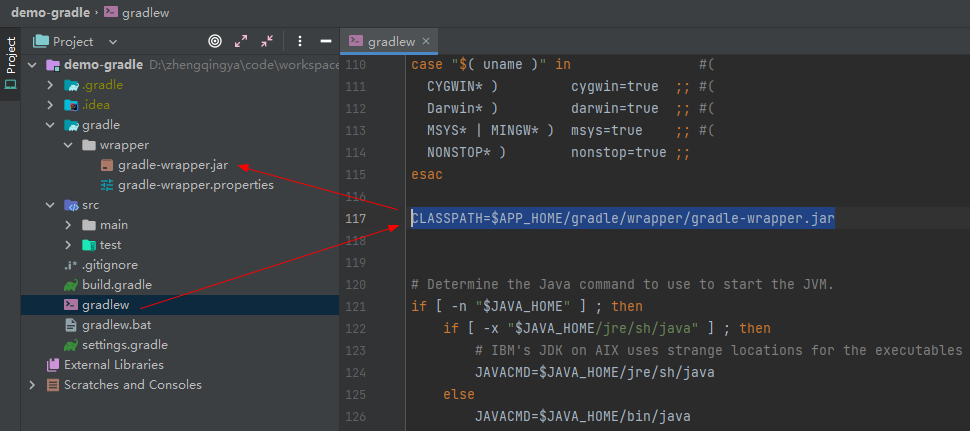 demo-gradle › gradlew
Project
Project
demo-gradle D:\zhengqingya\code\workspace
.gradle
.idea
gradle
wrapper
gradle-wrapper.jar
gradle-wrapper.properties
src
main
test
.gitignore
build.gradle
gradlew
gradlew.bat
settings.gradle
External Libraries
Scratches and Consoles
gradlew
110 case "$( uname )" in #(
111 CYGWIN* ) cygwin=true ;; #(
112 Darwin* ) darwin=true ;; #(
113 MSYS* | MINGW* ) msys=true ;; #(
114 NONSTOP* ) nonstop=true ;;
115 esac
116
117 CLASSPATH=$APP_HOME/gradle/wrapper/gradle-wrapper.jar
118
119
120 # Determine the Java command to use to start the JVM.
121 if [ -n "$JAVA_HOME" ] ; then
122 if [ -x "$JAVA_HOME/jre/sh/java" ] ; then
123 # IBM's JDK on AIX uses strange locations for the executables
124 JAVACMD=$JAVA_HOME/jre/sh/java
125 else
126 JAVACMD=$JAVA_HOME/bin/java